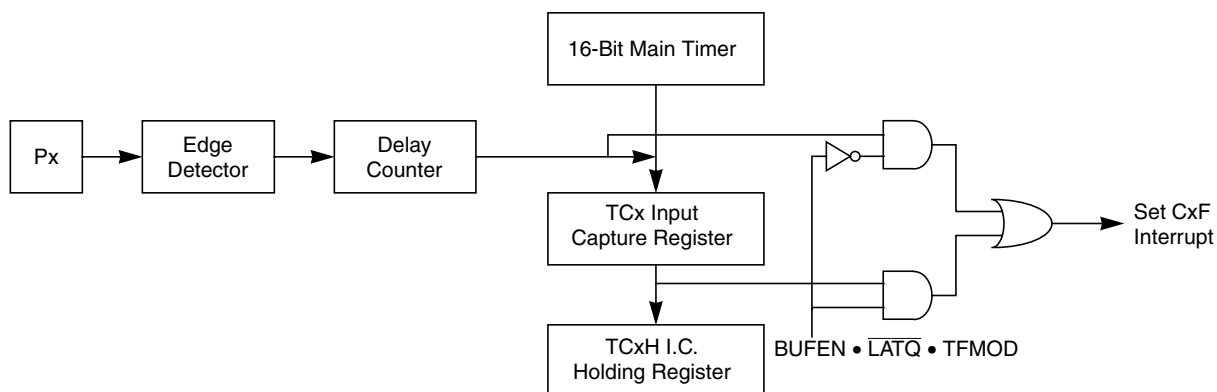 16-Bit Main Timer
Px
Edge
Detector
Delay
Counter
TCx Input
Capture Register
Set CxF
Interrupt
TCxH I.C.
Holding Register
BUFEN • L̅A̅T̅Q̅ • TFMOD